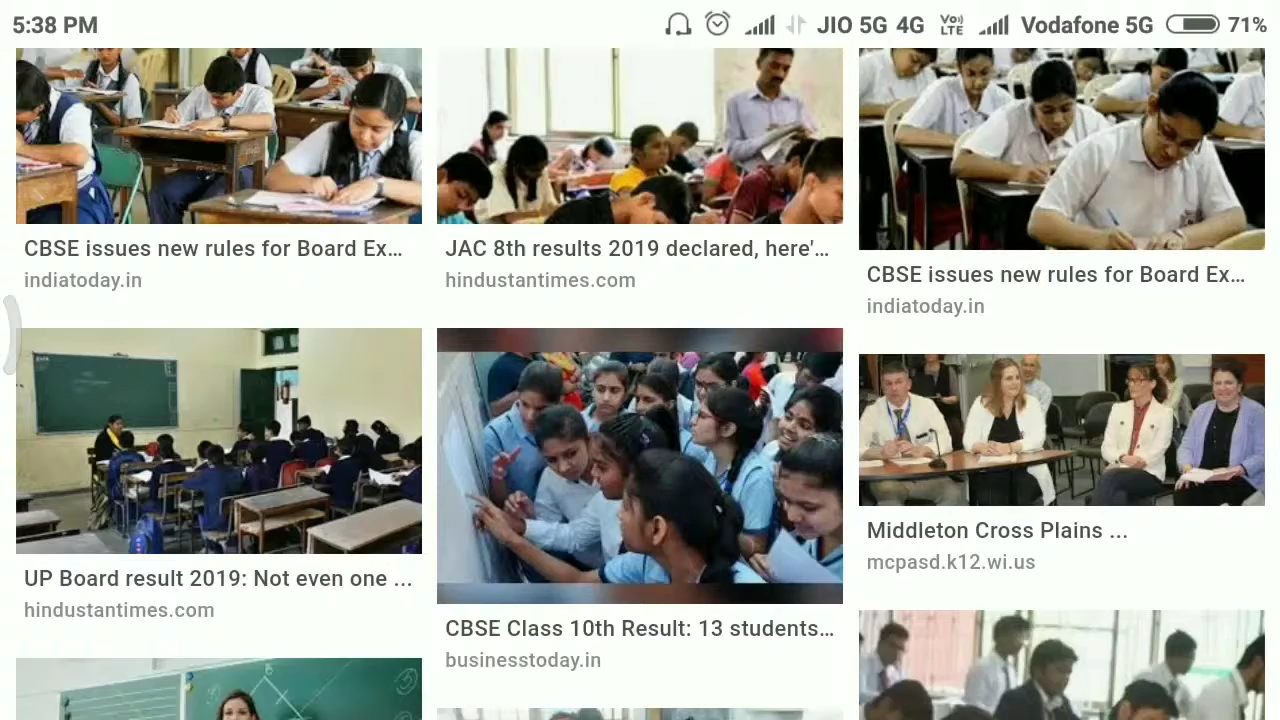 5:38 PM JIO 5G 4G Vo)) LTE Vodafone 5G 71%
CBSE issues new rules for Board Ex...
indiatoday.in
JAC 8th results 2019 declared, here'...
hindustantimes.com
CBSE issues new rules for Board Ex...
indiatoday.in
UP Board result 2019: Not even one ...
hindustantimes.com
CBSE Class 10th Result: 13 students...
businesstoday.in
Middleton Cross Plains ...
mcpasd.k12.wi.us